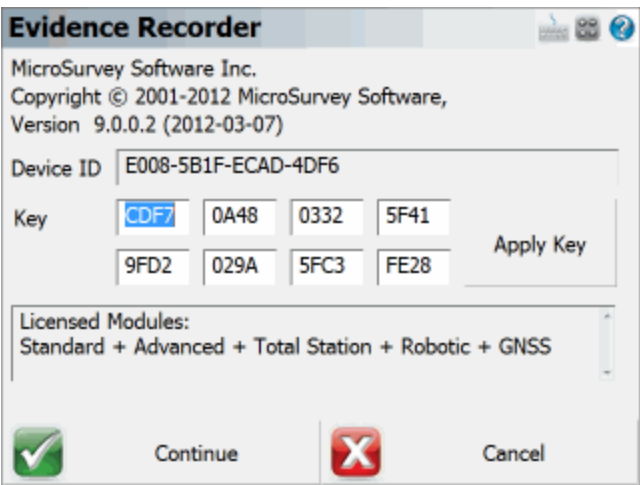 Evidence Recorder
MicroSurvey Software Inc.
Copyright © 2001-2012 MicroSurvey Software,
Version 9.0.0.2 (2012-03-07)
Device ID E008-5B1F-ECAD-4DF6
Key CDF7 0A48 0332 5F41
Apply Key
9FD2 029A 5FC3 FE28
Licensed Modules:
Standard + Advanced + Total Station + Robotic + GNSS
Continue Cancel